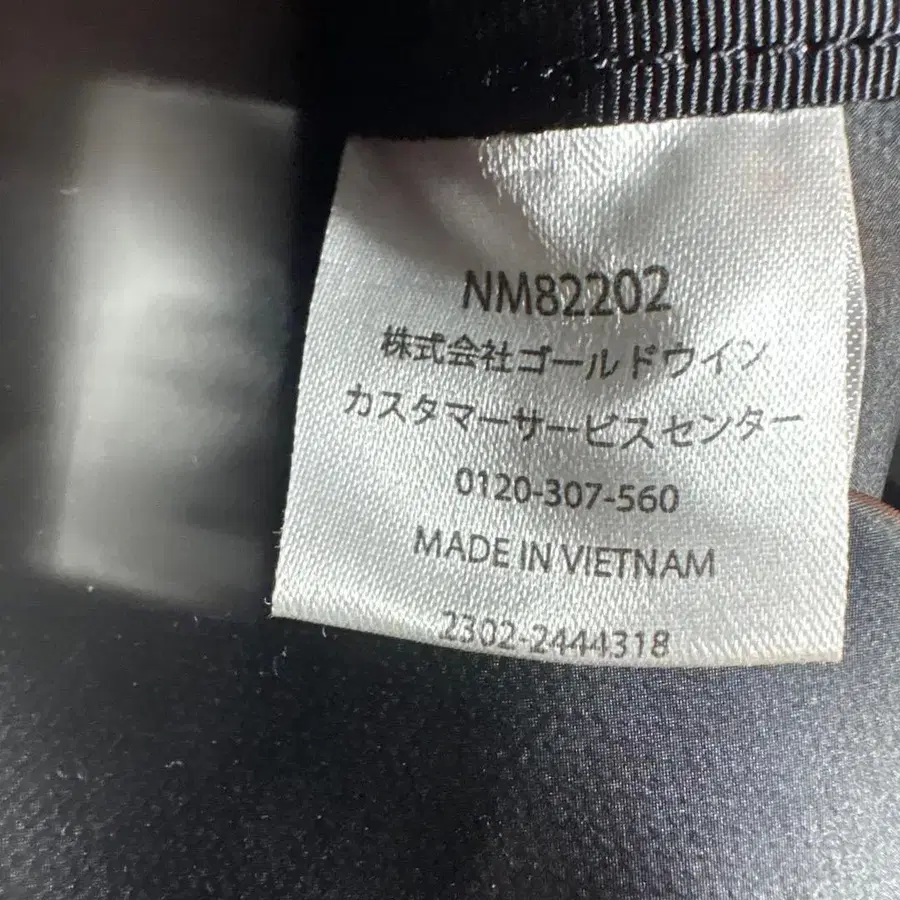 NM82202
株式会社ゴールドウイン
カスタマーサービスセンター
0120-307-560
MADE IN VIETNAM
2302-2444318